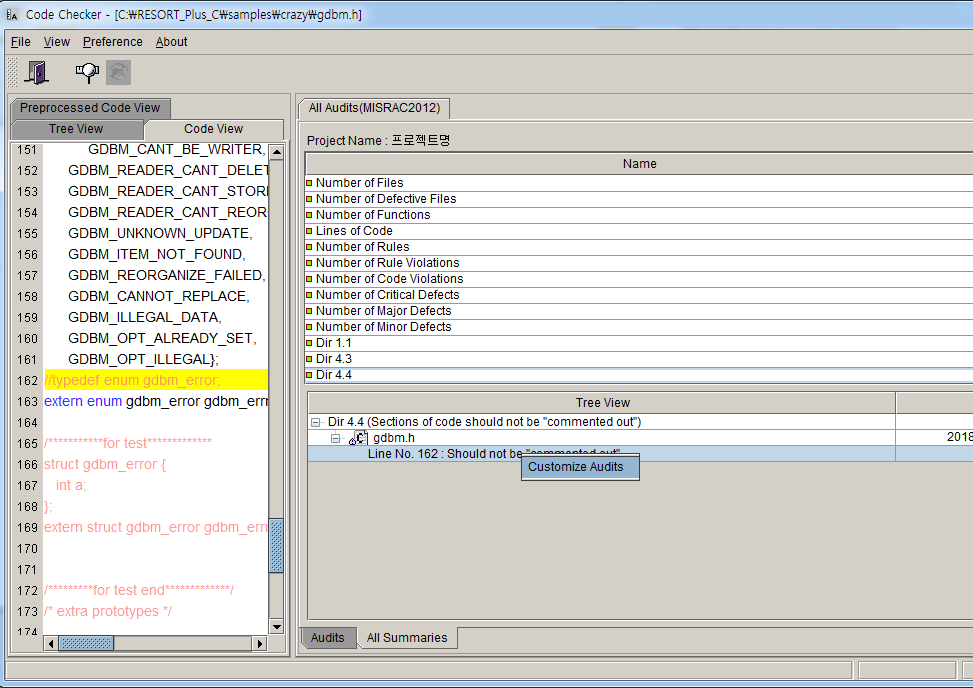 Code Checker - [C:₩RESORT_Plus_C₩samples₩crazy₩gdbm.h]
File View Preference About
Preprocessed Code View
Tree View Code View
151 GDBM_CANT_BE_WRITER,
152 GDBM_READER_CANT_DELET
153 GDBM_READER_CANT_STOR
154 GDBM_READER_CANT_REOR
155 GDBM_UNKNOWN_UPDATE,
156 GDBM_ITEM_NOT_FOUND,
157 GDBM_REORGANIZE_FAILED,
158 GDBM_CANNOT_REPLACE,
159 GDBM_ILLEGAL_DATA,
160 GDBM_OPT_ALREADY_SET,
161 GDBM_OPT_ILLEGAL};
162 //typedef enum gdbm_error;
163 extern enum gdbm_error gdbm_err
164
165 /***********for test*************
166 struct gdbm_error {
167 int a;
168 };
169 extern struct gdbm_error gdbm_err
170
171
172 /*********for test end*************/
173 /* extra prototypes */
174
All Audits(MISRAC2012)
Project Name : 프로젝트명
Name
Number of Files
Number of Defective Files
Number of Functions
Lines of Code
Number of Rules
Number of Rule Violations
Number of Code Violations
Number of Critical Defects
Number of Major Defects
Number of Minor Defects
Dir 1.1
Dir 4.3
Dir 4.4
Tree View
Dir 4.4 (Sections of code should not be "commented out")
gdbm.h 2018
Line No. 162 : Should not be "commented out"
Customize Audits
Audits All Summaries